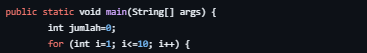 public static void main(String[] args) {
int jumlah=0;
for (int i=1; i<=10; i++) {